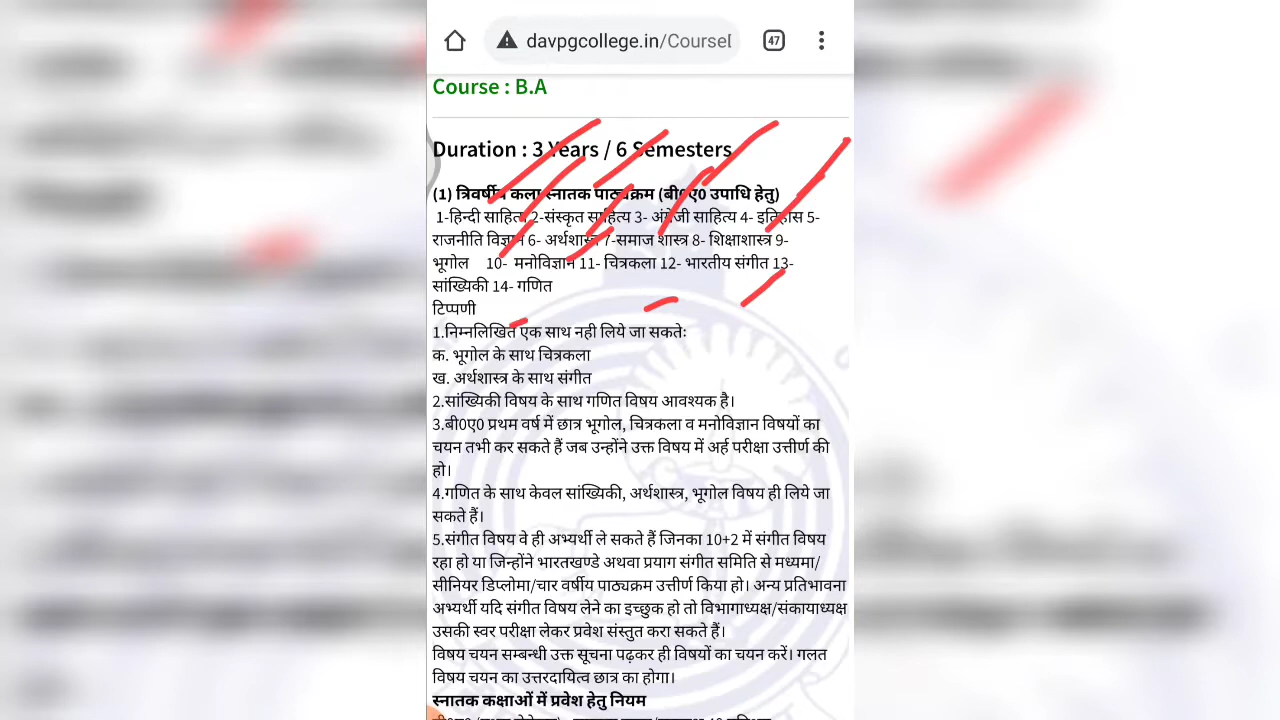 davpgcollege.in/Course
47
Course : B.A
Duration : 3 Years / 6 Semesters
(1) त्रिवर्षीय कला स्नातक पाठ्यक्रम (बी0ए0 उपाधि हेतु)
1-हिन्दी साहित्य 2-संस्कृत साहित्य 3- अंग्रेजी साहित्य 4- इतिहास 5-
राजनीति विज्ञान 6- अर्थशास्त्र 7-समाज शास्त्र 8- शिक्षाशास्त्र 9-
भूगोल 10- मनोविज्ञान 11- चित्रकला 12- भारतीय संगीत 13-
सांख्यिकी 14- गणित
टिप्पणी
1.निम्नलिखित एक साथ नही लिये जा सकतेः
क. भूगोल के साथ चित्रकला
ख. अर्थशास्त्र के साथ संगीत
2.सांख्यिकी विषय के साथ गणित विषय आवश्यक है।
3.बी0ए0 प्रथम वर्ष में छात्र भूगोल, चित्रकला व मनोविज्ञान विषयों का
चयन तभी कर सकते हैं जब उन्होंने उक्त विषय में अर्ह परीक्षा उत्तीर्ण की
हो।
4.गणित के साथ केवल सांख्यिकी, अर्थशास्त्र, भूगोल विषय ही लिये जा
सकते हैं।
5.संगीत विषय वे ही अभ्यर्थी ले सकते हैं जिनका 10+2 में संगीत विषय
रहा हो या जिन्होंने भारतखण्डे अथवा प्रयाग संगीत समिति से मध्यमा/
सीनियर डिप्लोमा/चार वर्षीय पाठ्यक्रम उत्तीर्ण किया हो। अन्य प्रतिभावना
अभ्यर्थी यदि संगीत विषय लेने का इच्छुक हो तो विभागाध्यक्ष/संकायाध्यक्ष
उसकी स्वर परीक्षा लेकर प्रवेश संस्तुत करा सकते हैं।
विषय चयन सम्बन्धी उक्त सूचना पढ़कर ही विषयों का चयन करें। गलत
विषय चयन का उत्तरदायित्व छात्र का होगा।
स्नातक कक्षाओं में प्रवेश हेतु नियम